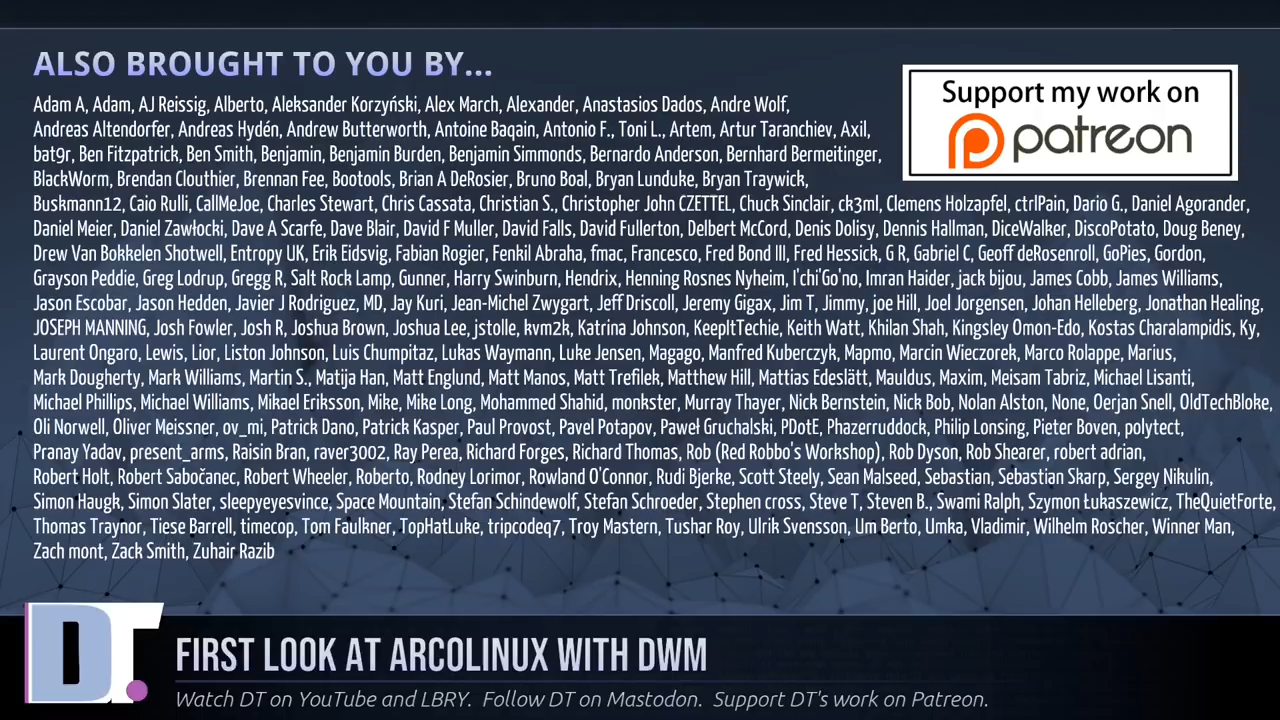 ALSO BROUGHT TO YOU BY...
Support my work on
patreon
Adam A, Adam, AJ Reissig, Alberto, Aleksander Korzyński, Alex March, Alexander, Anastasios Dados, Andre Wolf,
Andreas Altendorfer, Andreas Hydén, Andrew Butterworth, Antoine Baqain, Antonio F., Toni L., Artem, Artur Taranchiev, Axil,
bat9r, Ben Fitzpatrick, Ben Smith, Benjamin, Benjamin Burden, Benjamin Simmonds, Bernardo Anderson, Bernhard Bermeitinger,
BlackWorm, Brendan Clouthier, Brennan Fee, Bootools, Brian A DeRosier, Bruno Boal, Bryan Lunduke, Bryan Traywick,
Buskmann12, Caio Rulli, CallMeJoe, Charles Stewart, Chris Cassata, Christian S., Christopher John CZETTEL, Chuck Sinclair, ck3ml, Clemens Holzapfel, ctrlPain, Dario G., Daniel Agorander,
Daniel Meier, Daniel Zawłocki, Dave A Scarfe, Dave Blair, David F Muller, David Falls, David Fullerton, Delbert McCord, Denis Dolisy, Dennis Hallman, DiceWalker, DiscoPotato, Doug Beney,
Drew Van Bokkelen Shotwell, Entropy UK, Erik Eidsvig, Fabian Rogier, Fenkil Abraha, fmac, Francesco, Fred Bond III, Fred Hessick, G R, Gabriel C, Geoff deRosenroll, GoPies, Gordon,
Grayson Peddie, Greg Lodrup, Gregg R, Salt Rock Lamp, Gunner, Harry Swinburn, Hendrix, Henning Rosnes Nyheim, I'chi'Go'no, Imran Haider, jack bijou, James Cobb, James Williams,
Jason Escobar, Jason Hedden, Javier J Rodriguez, MD, Jay Kuri, Jean-Michel Zwygart, Jeff Driscoll, Jeremy Gigax, Jim T, Jimmy, joe Hill, Joel Jorgensen, Johan Helleberg, Jonathan Healing,
JOSEPH MANNING, Josh Fowler, Josh R, Joshua Brown, Joshua Lee, jstolle, kvm2k, Katrina Johnson, KeepItTechie, Keith Watt, Khilan Shah, Kingsley Omon-Edo, Kostas Charalampidis, Ky,
Laurent Ongaro, Lewis, Lior, Liston Johnson, Luis Chumpitaz, Lukas Waymann, Luke Jensen, Magago, Manfred Kuberczyk, Mapmo, Marcin Wieczorek, Marco Rolappe, Marius,
Mark Dougherty, Mark Williams, Martin S., Matija Han, Matt Englund, Matt Manos, Matt Trefilek, Matthew Hill, Mattias Edeslätt, Mauldus, Maxim, Meisam Tabriz, Michael Lisanti,
Michael Phillips, Michael Williams, Mikael Eriksson, Mike, Mike Long, Mohammed Shahid, monkster, Murray Thayer, Nick Bernstein, Nick Bob, Nolan Alston, None, Oerjan Snell, OldTechBloke,
Oli Norwell, Oliver Meissner, ov_mi, Patrick Dano, Patrick Kasper, Paul Provost, Pavel Potapov, Paweł Gruchalski, PDotE, Phazerruddock, Philip Lonsing, Pieter Boven, polytect,
Pranay Yadav, present_arms, Raisin Bran, raver3002, Ray Perea, Richard Forges, Richard Thomas, Rob (Red Robbo's Workshop), Rob Dyson, Rob Shearer, robert adrian,
Robert Holt, Robert Sabočanec, Robert Wheeler, Roberto, Rodney Lorimor, Rowland O'Connor, Rudi Bjerke, Scott Steely, Sean Malseed, Sebastian, Sebastian Skarp, Sergey Nikulin,
Simon Haugk, Simon Slater, sleepyeyesvince, Space Mountain, Stefan Schindewolf, Stefan Schroeder, Stephen cross, Steve T, Steven B., Swami Ralph, Szymon Łukaszewicz, TheQuietForte,
Thomas Traynor, Tiese Barrell, timecop, Tom Faulkner, TopHatLuke, tripcodeq7, Troy Mastern, Tushar Roy, Ulrik Svensson, Um Berto, Umka, Vladimir, Wilhelm Roscher, Winner Man,
Zach mont, Zack Smith, Zuhair Razib
DT.
FIRST LOOK AT ARCOLINUX WITH DWM
Watch DT on YouTube and LBRY. Follow DT on Mastodon. Support DT's work on Patreon.